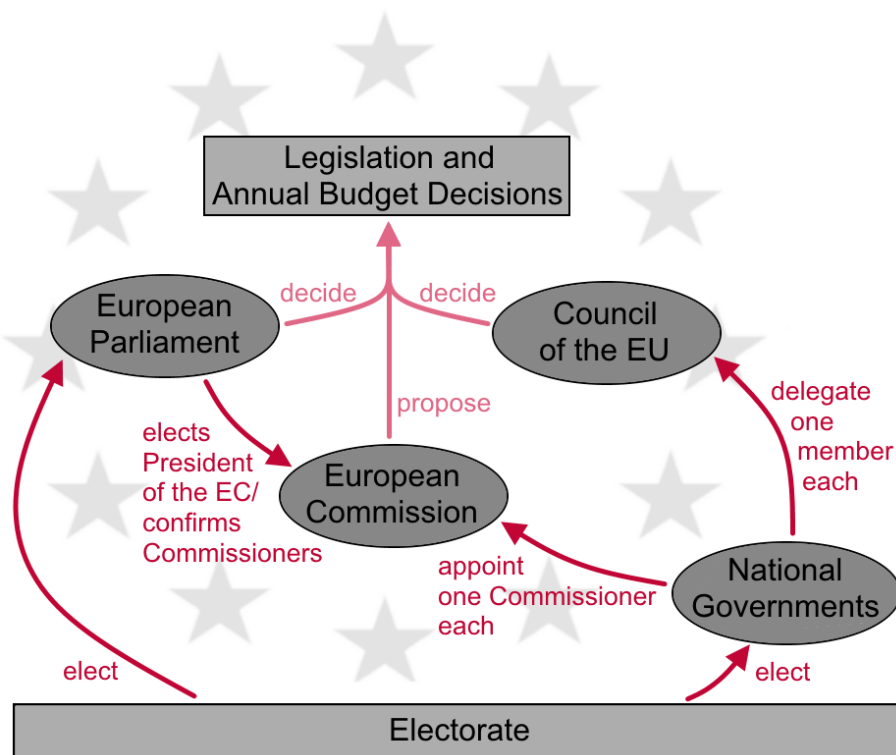 Legislation and
Annual Budget Decisions
European
Parliament
decide
decide
Council
of the EU
propose
delegate
one
member
each
elects
President
of the EC/
confirms
Commissioners
European
Commission
appoint
one Commissioner
each
National
Governments
elect
elect
Electorate